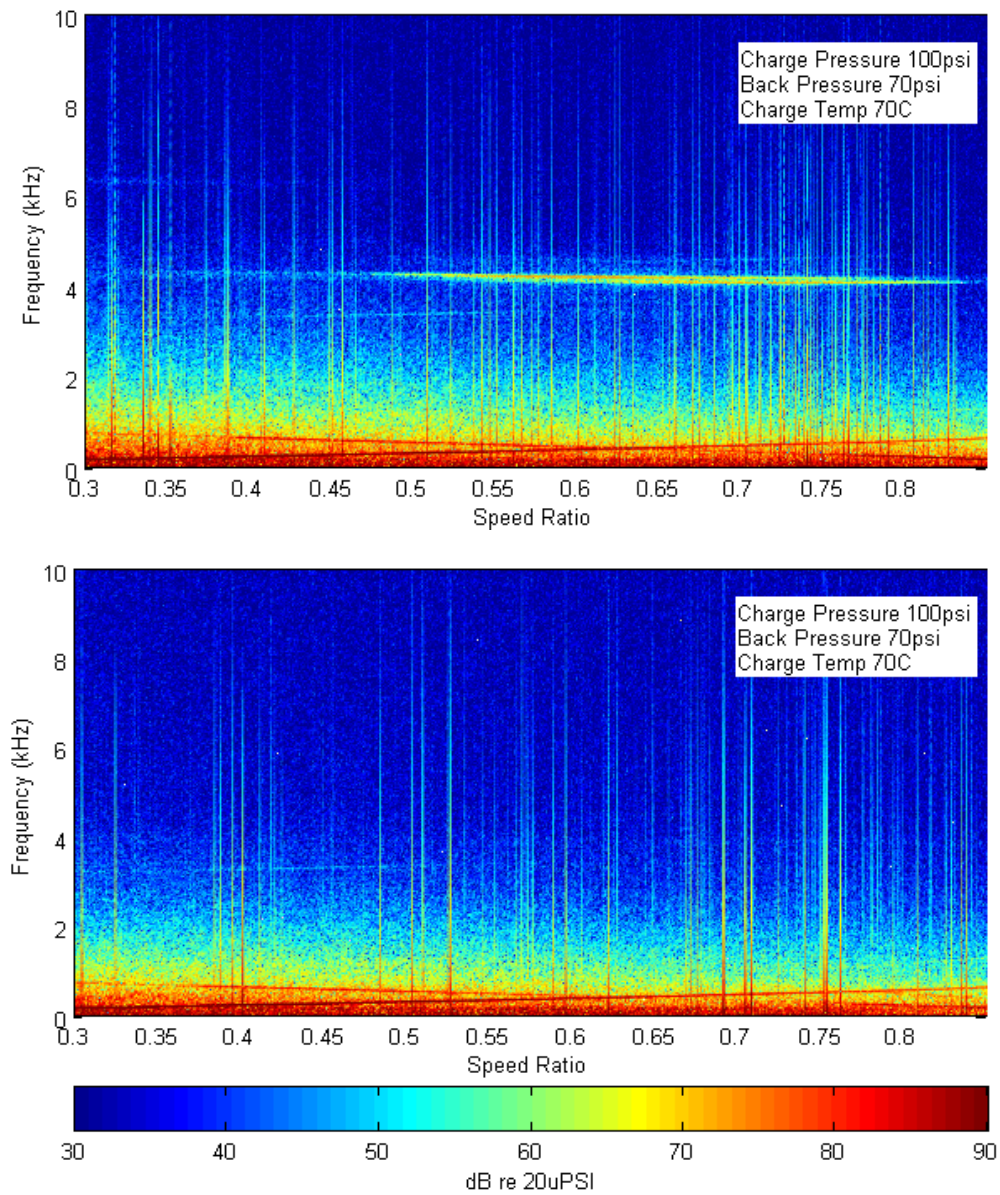 10
8
6
4
2
0
Frequency (kHz)
Charge Pressure 100psi
Back Pressure 70psi
Charge Temp 70C
0.3 0.35 0.4 0.45 0.5 0.55 0.6 0.65 0.7 0.75 0.8
Speed Ratio
10
8
6
4
2
0
Frequency (kHz)
Charge Pressure 100psi
Back Pressure 70psi
Charge Temp 70C
0.3 0.35 0.4 0.45 0.5 0.55 0.6 0.65 0.7 0.75 0.8
Speed Ratio
30 40 50 60 70 80 90
dB re 20uPSI